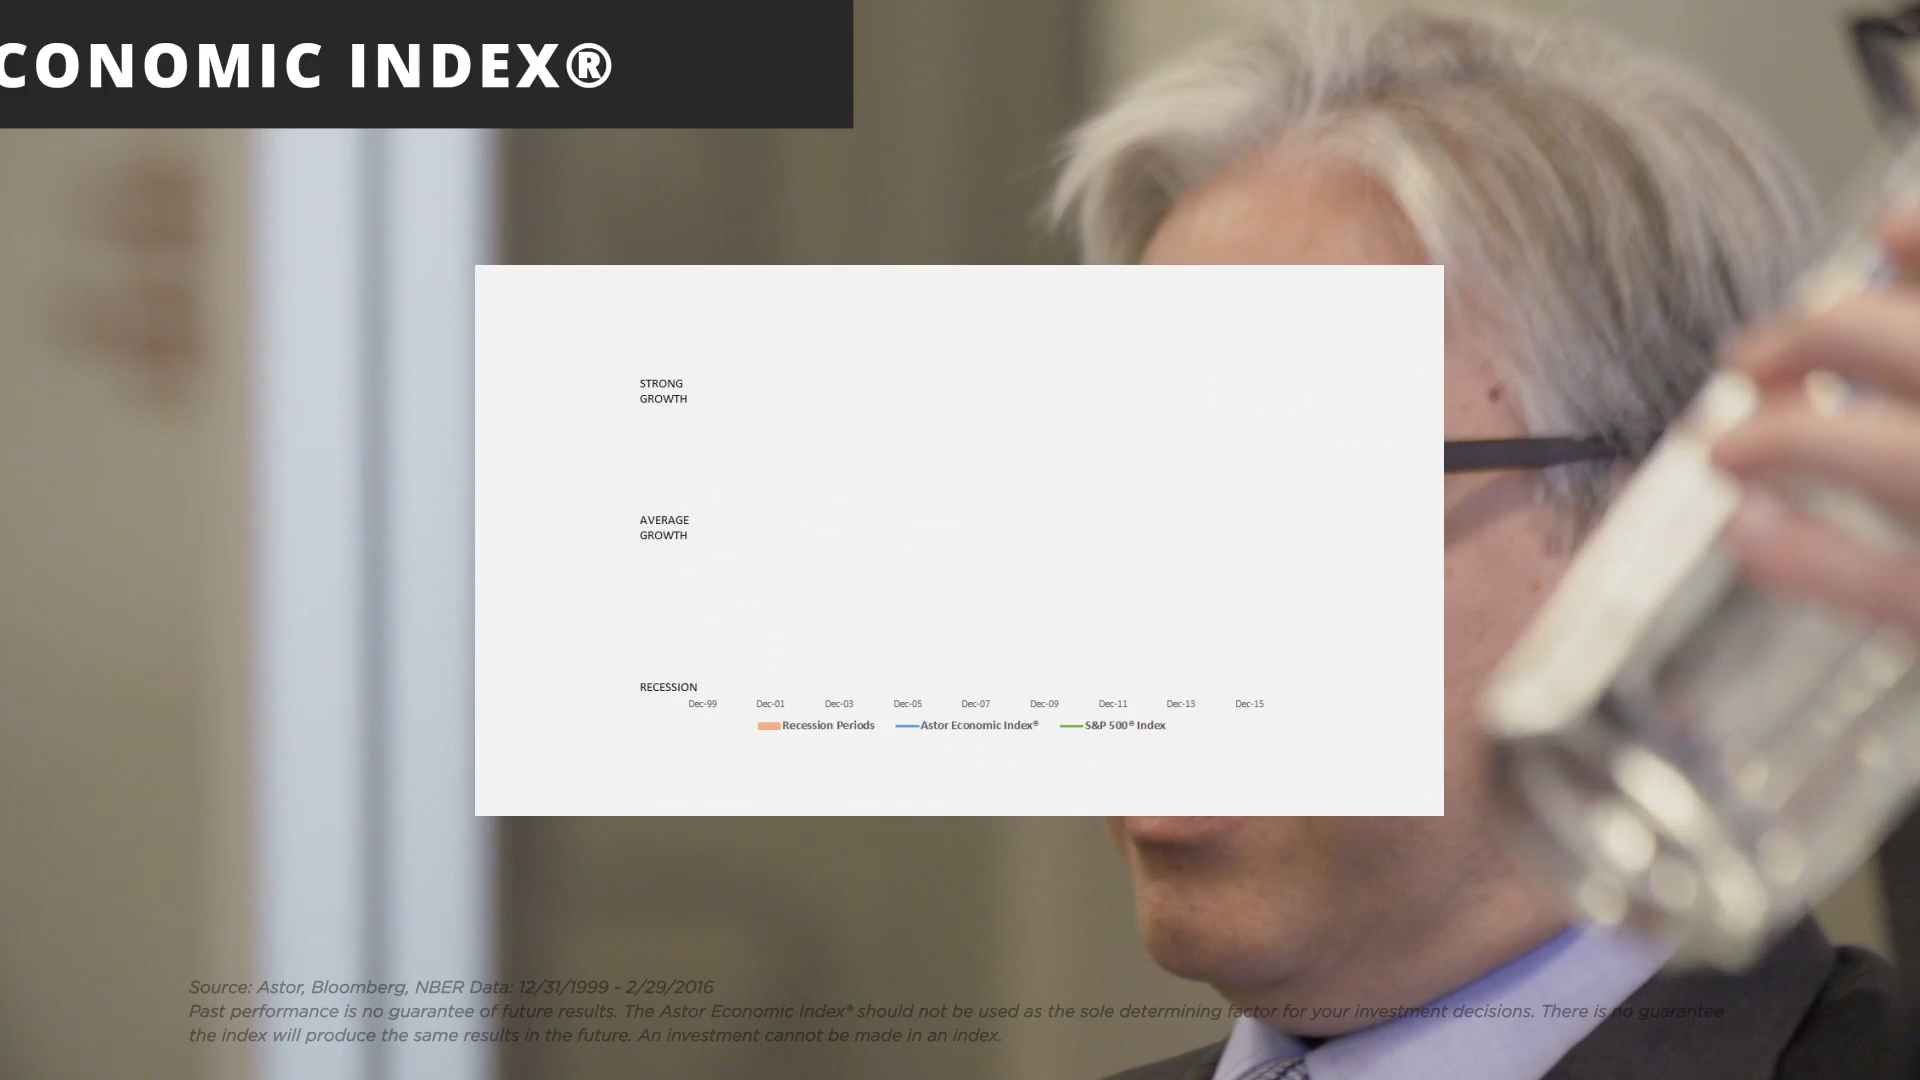 CONOMIC INDEX®
STRONG
GROWTH
AVERAGE
GROWTH
RECESSION
Dec-99 Dec-01 Dec-03 Dec-05 Dec-07 Dec-09 Dec-11 Dec-13 Dec-15
Recession Periods Astor Economic Index® S&P 500® Index
Source: Astor, Bloomberg, NBER Data: 12/31/1999 - 2/29/2016
Past performance is no guarantee of future results. The Astor Economic Index® should not be used as the sole determining factor for your investment decisions. There is no guarantee
the index will produce the same results in the future. An investment cannot be made in an index.